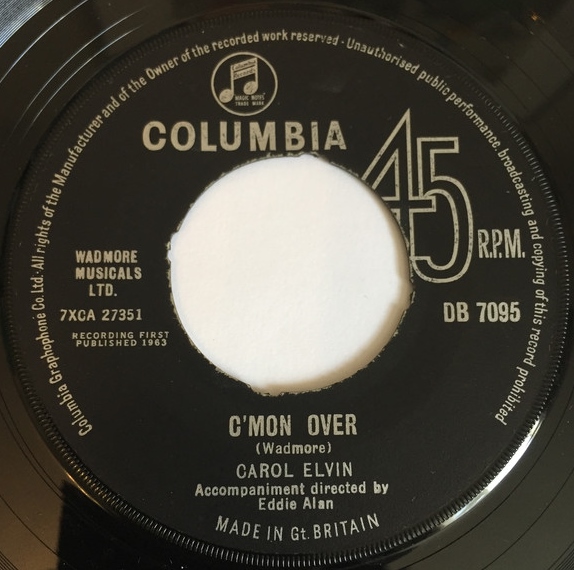 Columbia Graphophone Co. Ltd · All rights of the Manufacturer and of the Owner of the recorded work reserved · Unauthorised public performance, broadcasting and copying of this record prohibited
MAGIC NOTES
TRADE MARK
COLUMBIA
45
R.P.M.
WADMORE
MUSICALS
LTD.
7XCA 27351
RECORDING FIRST
PUBLISHED 1963
DB 7095
C'MON OVER
(Wadmore)
CAROL ELVIN
Accompaniment directed by
Eddie Alan
MADE IN Gt. BRITAIN